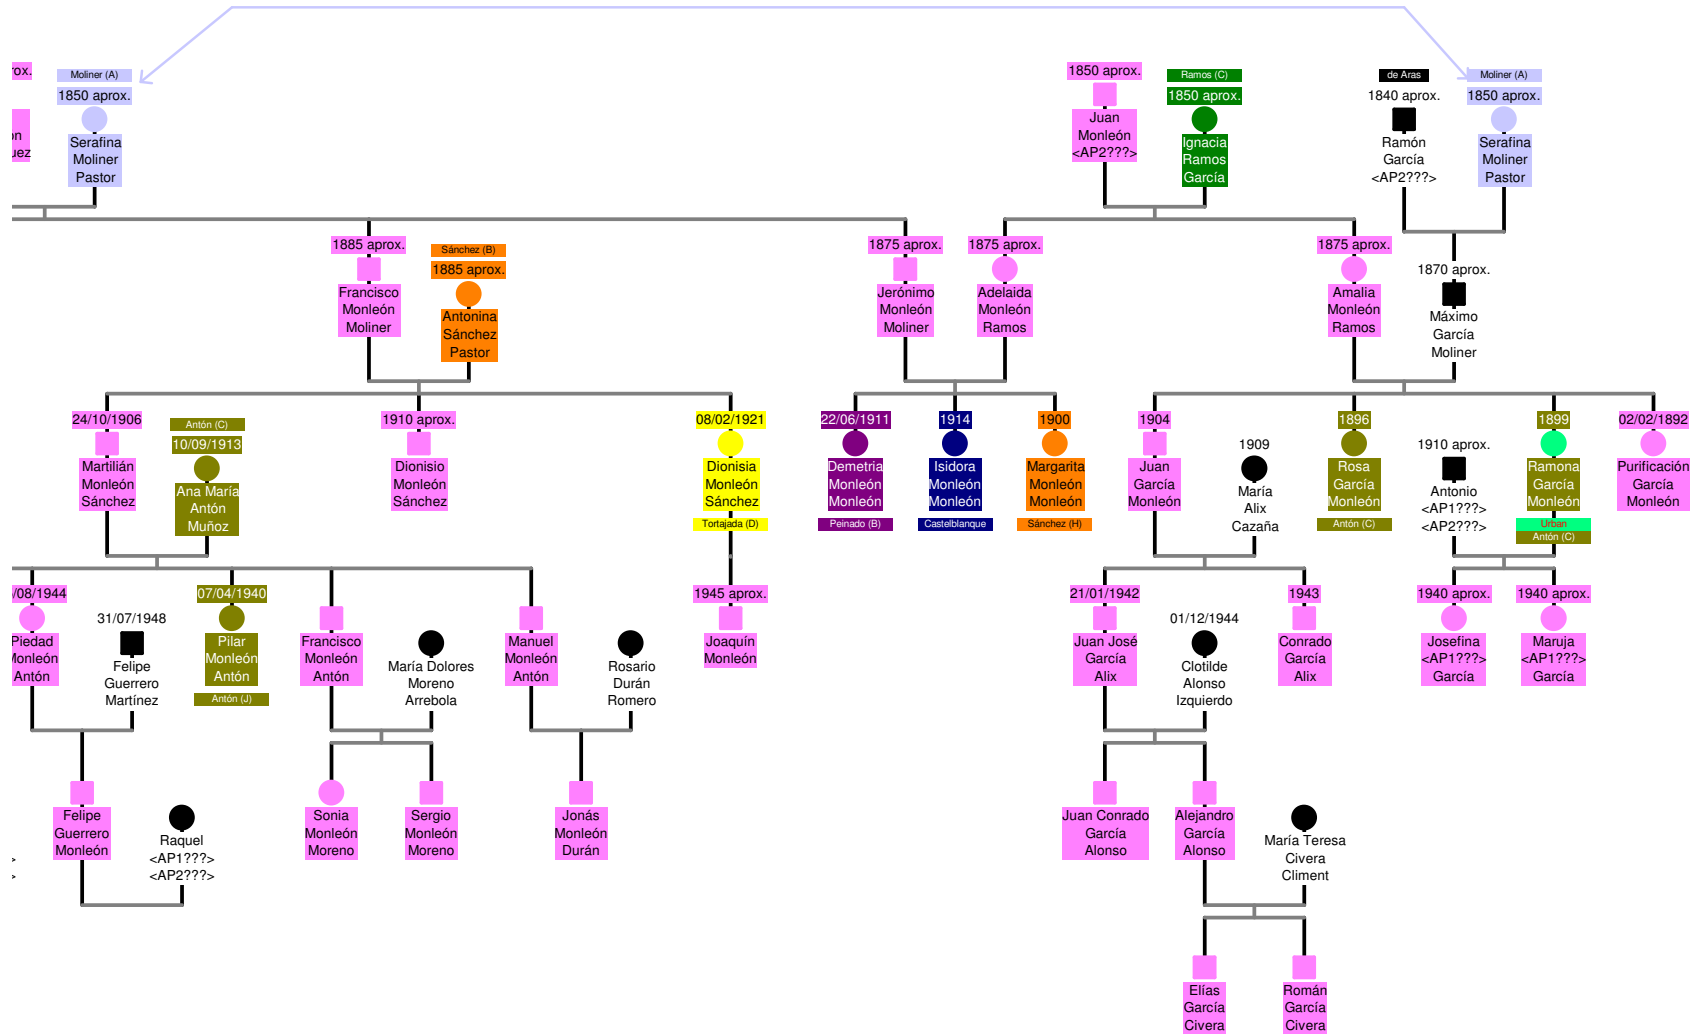 Moliner (A)
1850 aprox.
Serafina
Moliner
Pastor
1850 aprox.
Juan
Monleón
<AP2???>
Ramos (C)
1850 aprox.
Ignacia
Ramos
García
de Aras
1840 aprox.
Ramón
García
<AP2???>
Moliner (A)
1850 aprox.
Serafina
Moliner
Pastor
1885 aprox.
Francisco
Monleón
Moliner
Sánchez (B)
1885 aprox.
Antonina
Sánchez
Pastor
1875 aprox.
Jerónimo
Monleón
Moliner
1875 aprox.
Adelaida
Monleón
Ramos
1875 aprox.
Amalia
Monleón
Ramos
1870 aprox.
Máximo
García
Moliner
24/10/1906
Martilián
Monleón
Sánchez
Antón (C)
10/09/1913
Ana María
Antón
Muñoz
1910 aprox.
Dionisio
Monleón
Sánchez
08/02/1921
Dionisia
Monleón
Sánchez
Tortajada (D)
22/06/1911
Demetria
Monleón
Monleón
Peinado (B)
1914
Isidora
Monleón
Monleón
Castelblanque
1900
Margarita
Monleón
Monleón
Sánchez (H)
1904
Juan
García
Monleón
1909
María
Alix
Cazaña
1896
Rosa
García
Monleón
Antón (C)
1910 aprox.
Antonio
<AP1???>
<AP2???>
1899
Ramona
García
Monleón
Urban
Antón (C)
02/02/1892
Purificación
García
Monleón
/08/1944
Piedad
Monleón
Antón
31/07/1948
Felipe
Guerrero
Martínez
07/04/1940
Pilar
Monleón
Antón
Antón (J)
Francisco
Monleón
Antón
María Dolores
Moreno
Arrebola
Manuel
Monleón
Antón
Rosario
Durán
Romero
1945 aprox.
Joaquín
Monleón
21/01/1942
Juan José
García
Alix
01/12/1944
Clotilde
Alonso
Izquierdo
1943
Conrado
García
Alix
1940 aprox.
Josefina
<AP1???>
García
1940 aprox.
Maruja
<AP1???>
García
Felipe
Guerrero
Monleón
Raquel
<AP1???>
<AP2???>
Sonia
Monleón
Moreno
Sergio
Monleón
Moreno
Jonás
Monleón
Durán
Juan Conrado
García
Alonso
Alejandro
García
Alonso
María Teresa
Civera
Climent
Elías
García
Civera
Román
García
Civera